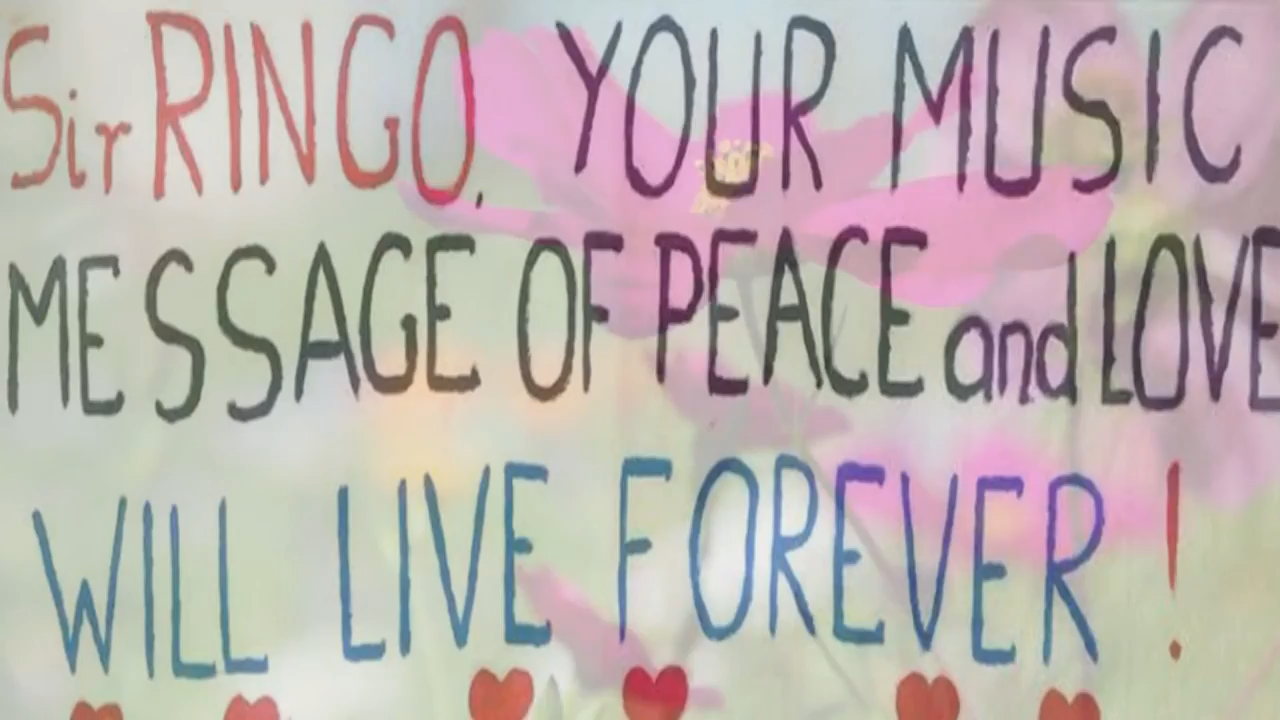 Sir RINGO, YOUR MUSIC
MESSAGE OF PEACE and LOVE
WILL LIVE FOREVER !